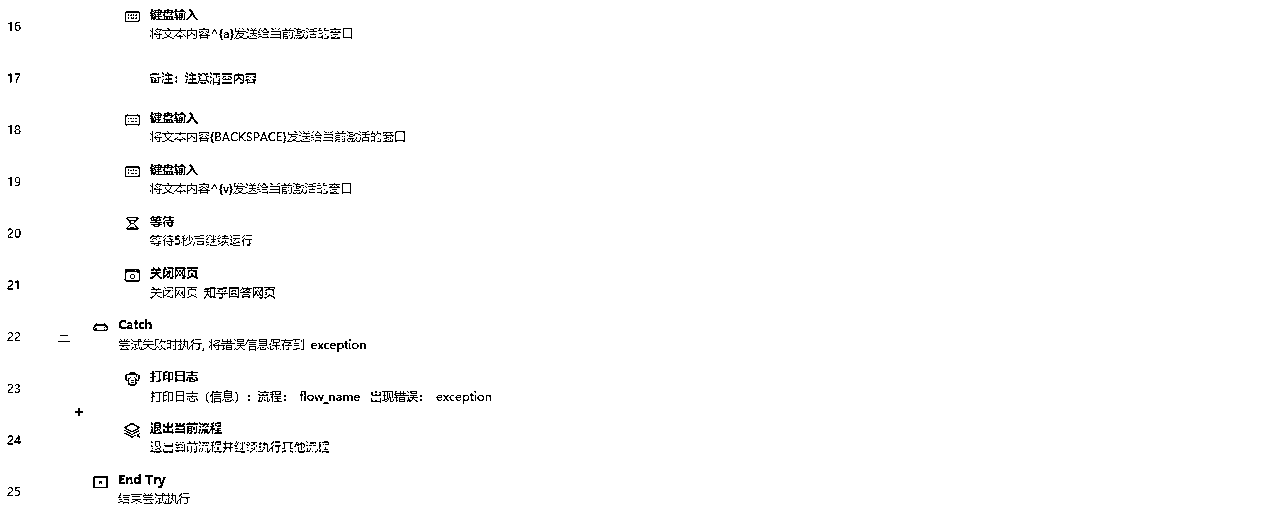 16
键盘输入
将文本内容^{a}发送给当前激活的窗口
17
备注：注意清空内容
18
键盘输入
将文本内容{BACKSPACE}发送给当前激活的窗口
19
键盘输入
将文本内容^{v}发送给当前激活的窗口
20
等待
等待5秒后继续运行
21
关闭网页
关闭网页 知乎回答网页
22
Catch
尝试失败时执行, 将错误信息保存到 exception
23
打印日志
打印日志（信息）：流程： flow_name 出现错误： exception
24
退出当前流程
退出当前流程并继续执行其他流程
25
End Try
结束尝试执行